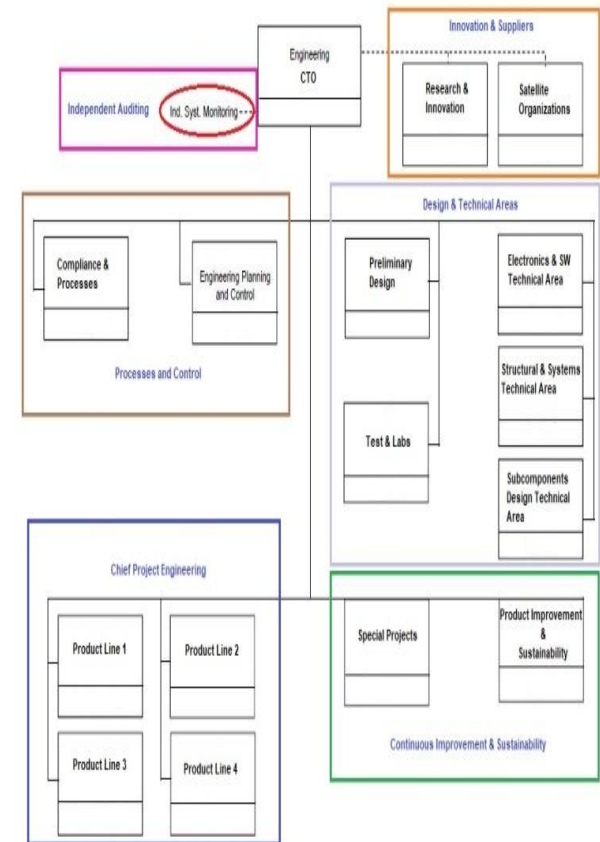 Innovation & Suppliers
Engineering
CTO
Research &
Innovation
Satellite
Organizations
Independent Auditing
Ind. Syst. Monitoring
Design & Technical Areas
Compliance &
Processes
Engineering Planning
and Control
Processes and Control
Preliminary
Design
Electronics & SW
Technical Area
Structural & Systems
Technical Area
Test & Labs
Subcomponents
Design Technical
Area
Chief Project Engineering
Product Line 1
Product Line 2
Product Line 3
Product Line 4
Special Projects
Product Improvement
&
Sustainability
Continuous Improvement & Sustainability